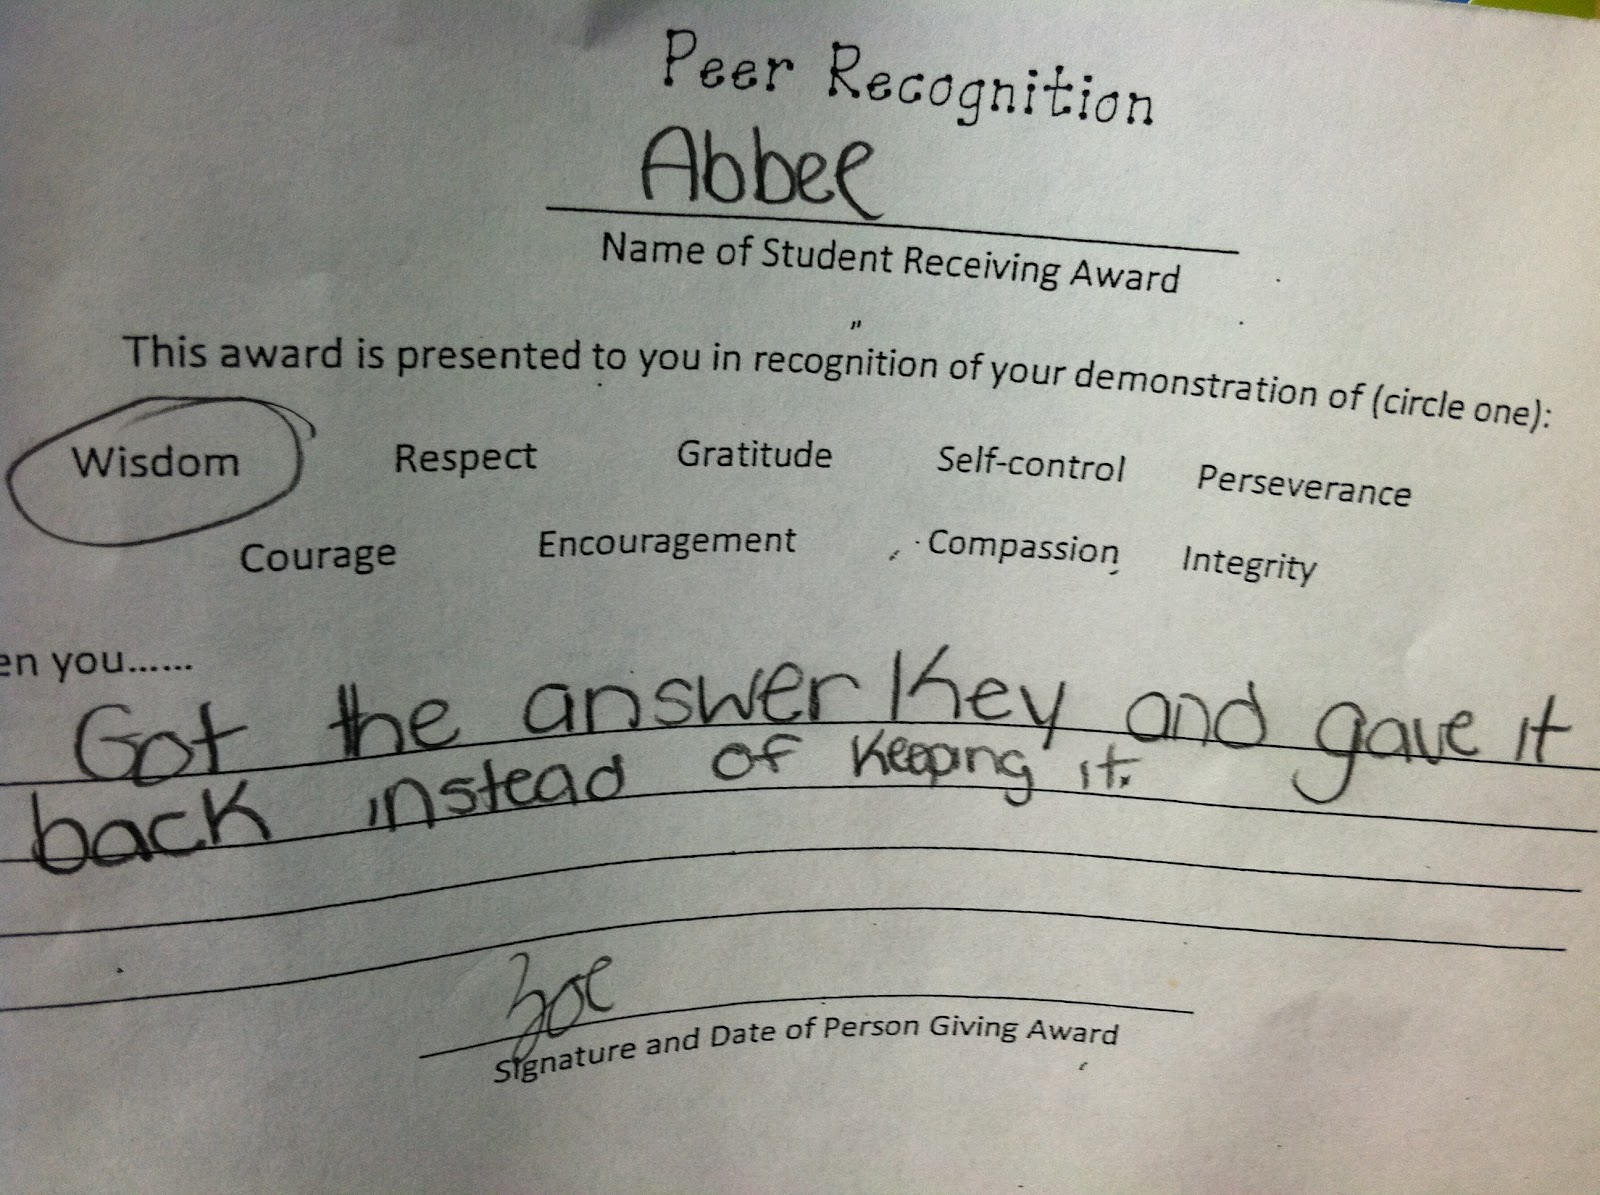 Peer Recognition
Abbee
Name of Student Receiving Award
This award is presented to you in recognition of your demonstration of (circle one):
Wisdom Respect Gratitude Self-control Perseverance
Courage Encouragement Compassion Integrity
en you......
Got the answer Key and gave it
back instead of keeping it.
Zoe
Signature and Date of Person Giving Award